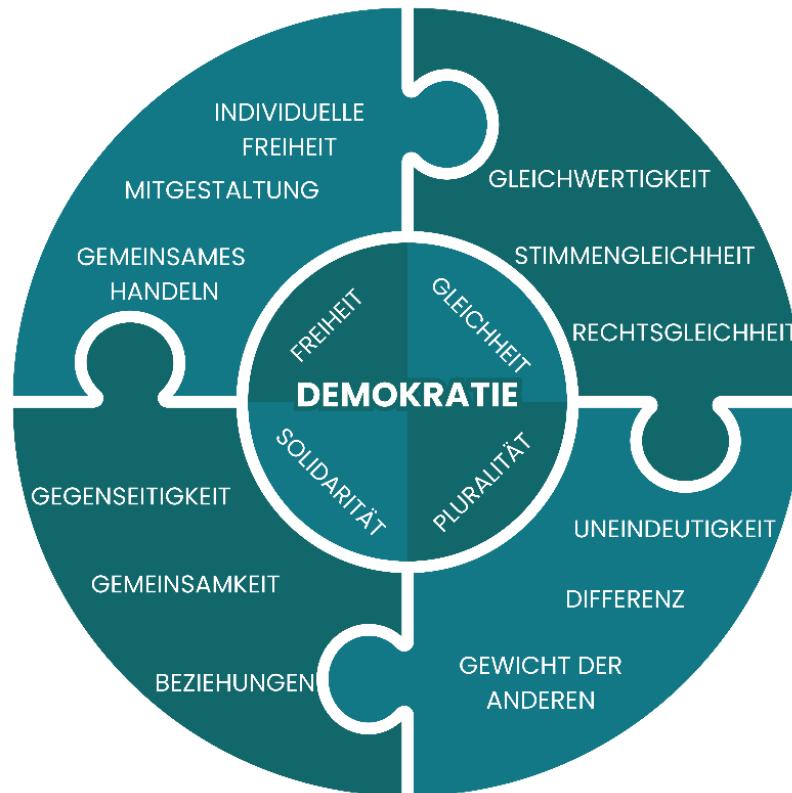 INDIVIDUELLE
FREIHEIT
MITGESTALTUNG
GEMEINSAMES
HANDELN
GLEICHWERTIGKEIT
STIMMENGLEICHHEIT
RECHTSGLEICHHEIT
FREIHEIT
GLEICHHEIT
DEMOKRATIE
SOLIDARITÄT
PLURALITÄT
GEGENSEITIGKEIT
GEMEINSAMKEIT
BEZIEHUNGEN
UNEINDEUTIGKEIT
DIFFERENZ
GEWICHT DER
ANDEREN